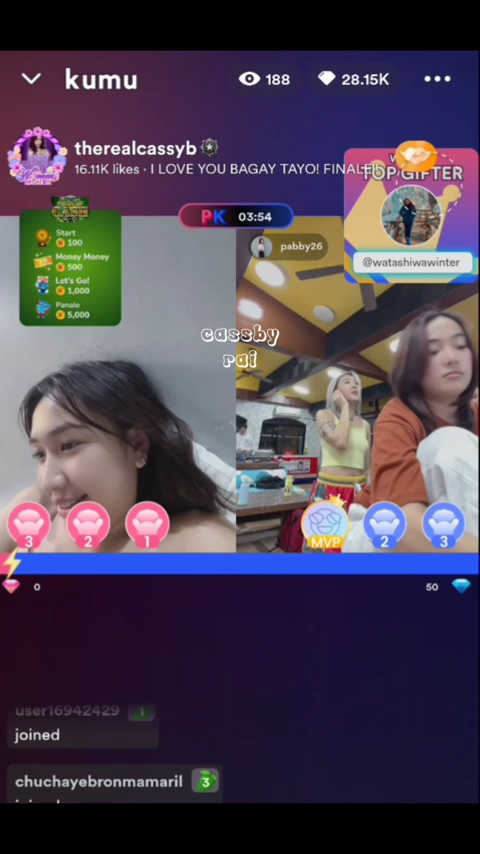 kumu
188
28.15K
therealcassyb
16.11K likes · I LOVE YOU BAGAY TAYO! FINALE!!
TOP GIFTER
@watashiwawinter
PK 03:54
pabby26
Start
100
Money Money
500
Let's Go!
1,000
Panalo
5,000
cassby
rai
3
2
1
MVP
2
3
0
50
user16942429 1
joined
chuchayebronmamaril 3